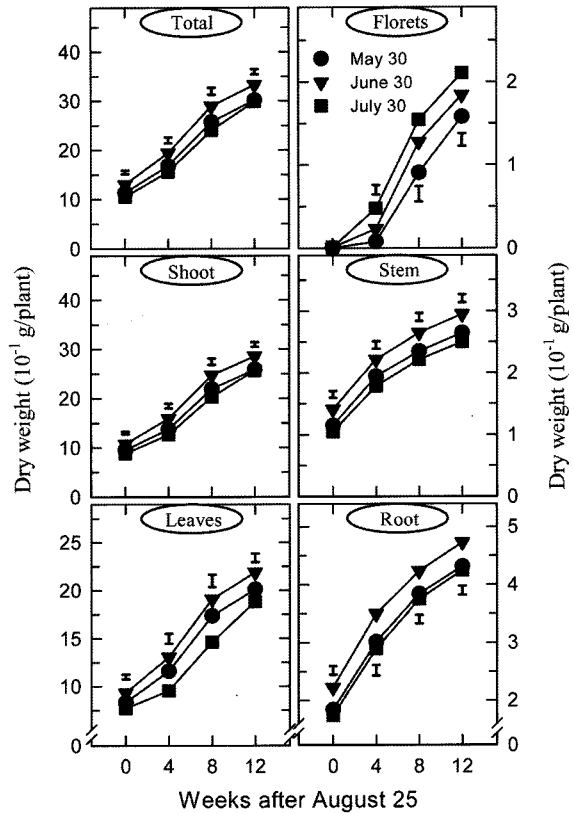 Total
40
30
20
10
0
Florets
May 30
June 30
July 30
2
1
0
Shoot
40
30
20
10
0
Stem
3
2
1
0
Leaves
25
20
15
10
0
Root
5
4
3
2
0
Dry weight (10⁻¹ g/plant)
Dry weight (10⁻¹ g/plant)
0 4 8 12
0 4 8 12
Weeks after August 25